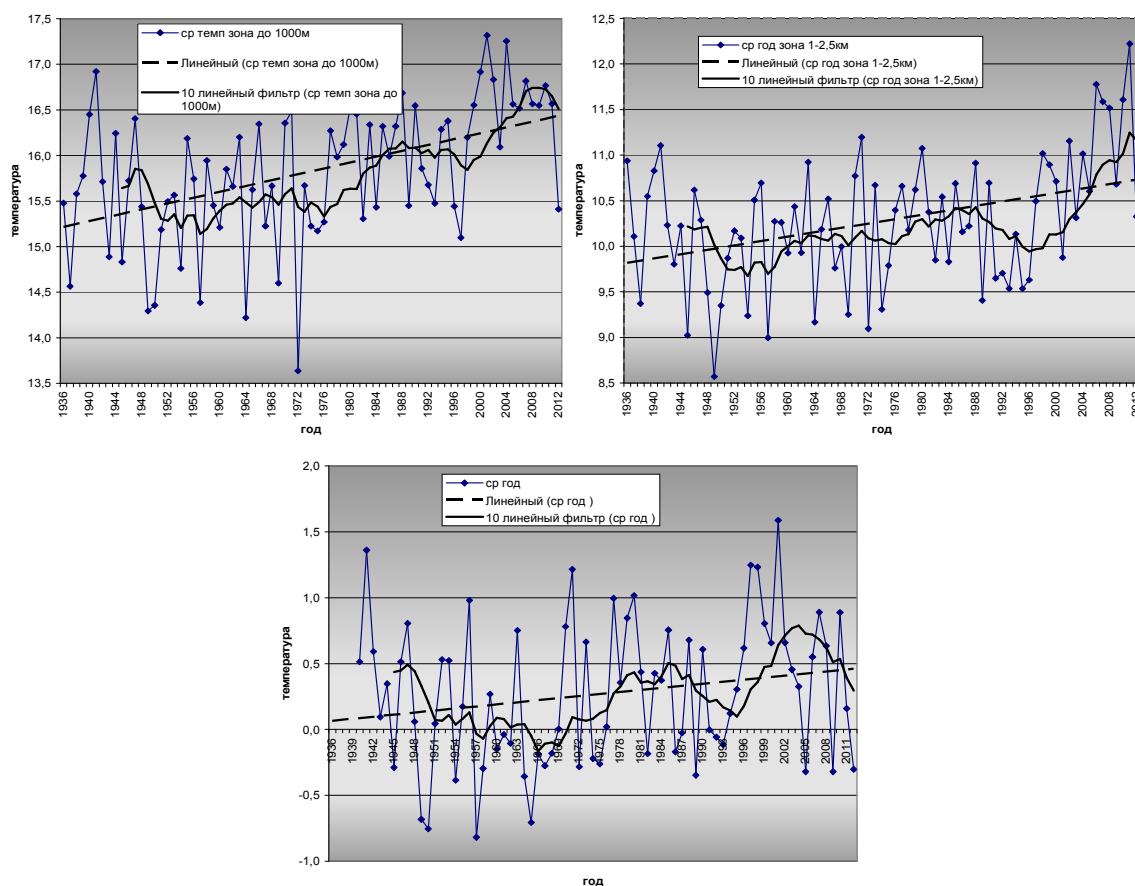 17,5
17,0
16,5
16,0
15,5
15,0
14,5
14,0
13,5
температура
ср темп зона до 1000м
Линейный (ср темп зона до 1000м)
10 линейный фильтр (ср темп зона до
1000м)
1936 1940 1944 1948 1952 1956 1960 1964 1968 1972 1976 1980 1984 1988 1992 1996 2000 2004 2008 2012
год
12,5
12,0
11,5
11,0
10,5
10,0
9,5
9,0
8,5
температура
ср год зона 1-2,5км
Линейный (ср год зона 1-2,5км)
10 линейный фильтр (ср год зона 1-2,5км)
1936 1940 1944 1948 1952 1956 1960 1964 1968 1972 1976 1980 1984 1988 1992 1996 2000 2004 2008 2012
год
2,0
1,5
1,0
0,5
0,0
-0,5
-1,0
температура
ср год
Линейный (ср год )
10 линейный фильтр (ср год )
1936 1939 1942 1945 1948 1951 1954 1957 1960 1963 1966 1969 1972 1975 1978 1981 1984 1987 1990 1993 1996 1999 2002 2005 2008 2011
год